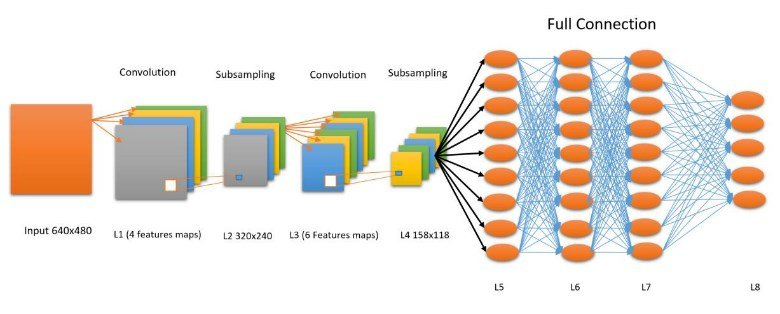 Full Connection
Convolution
Subsampling
Convolution
Subsampling
Input 640x480
L1 (4 features maps)
L2 320x240
L3 (6 Features maps)
L4 158x118
L5
L6
L7
L8